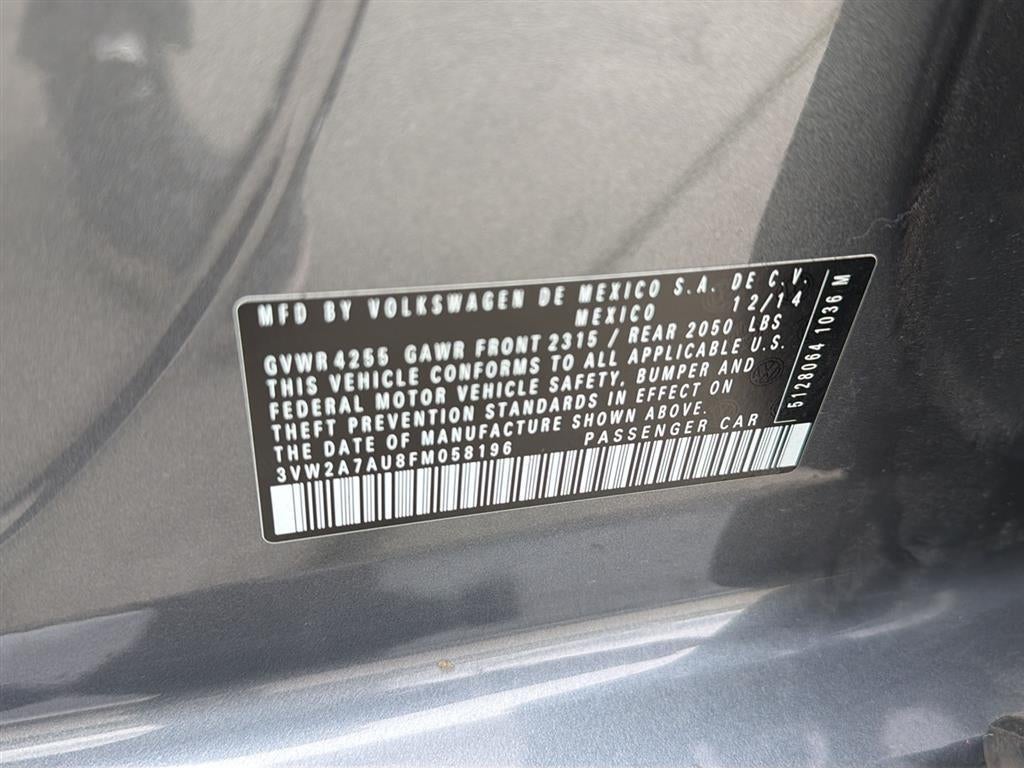 MFD BY VOLKSWAGEN DE MEXICO S.A. DE C.V.
MEXICO 12/14
GVWR 4255 GAWR FRONT 2315 / REAR 2050 LBS
THIS VEHICLE CONFORMS TO ALL APPLICABLE U.S.
FEDERAL MOTOR VEHICLE SAFETY, BUMPER AND
THEFT PREVENTION STANDARDS IN EFFECT ON
THE DATE OF MANUFACTURE SHOWN ABOVE.
3VW2A7AU8FM058196 PASSENGER CAR
5128064 1036 M